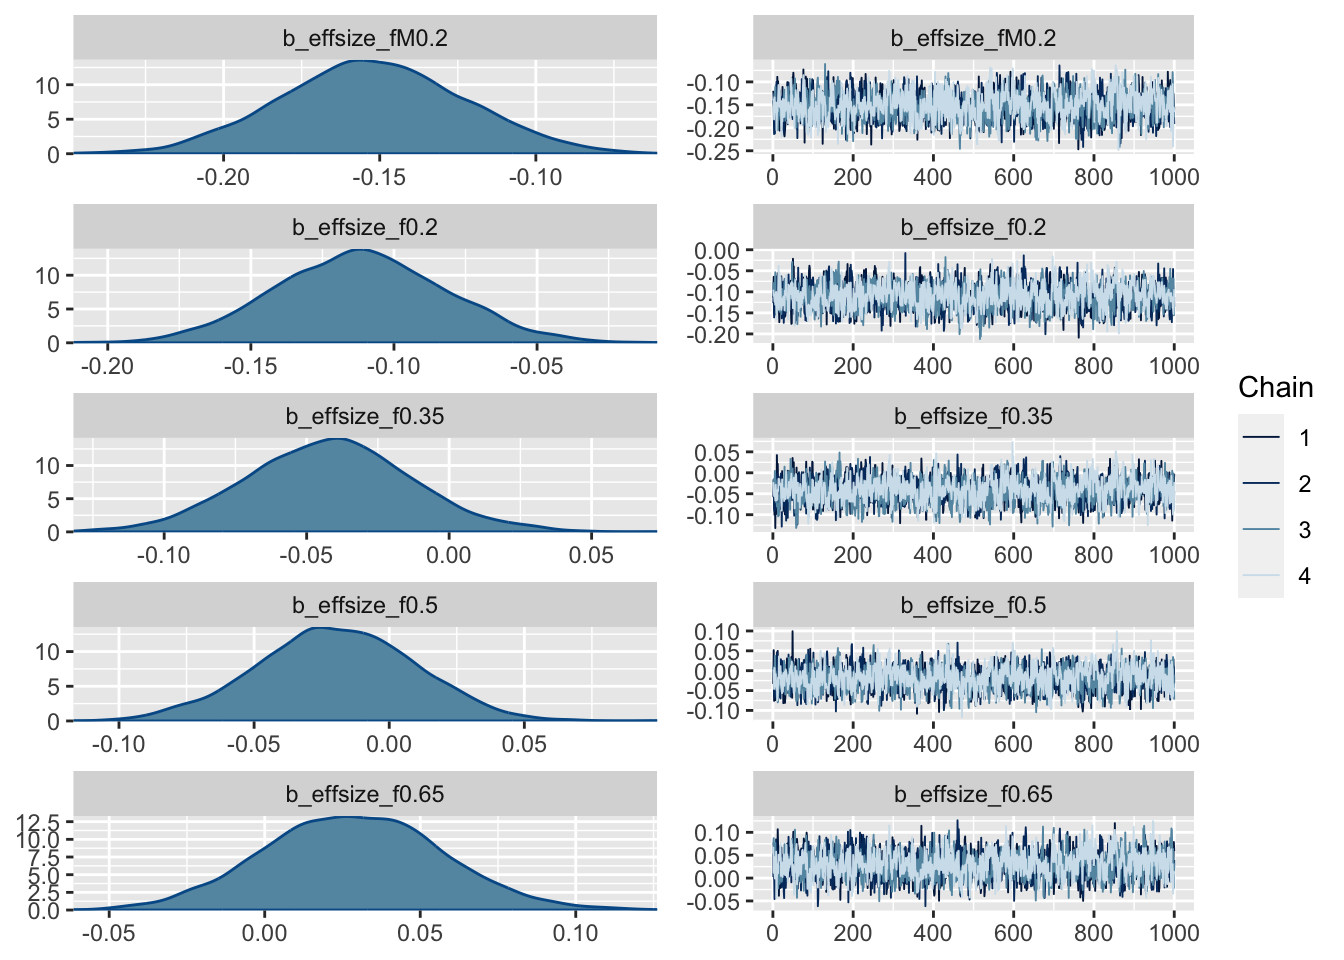 b_effsize_fM0.2
10
5
0
-0.20 -0.15 -0.10
b_effsize_fM0.2
-0.10
-0.15
-0.20
-0.25
0 200 400 600 800 1000
b_effsize_f0.2
10
5
0
-0.20 -0.15 -0.10 -0.05
b_effsize_f0.2
0.00
-0.05
-0.10
-0.15
-0.20
0 200 400 600 800 1000
b_effsize_f0.35
10
5
0
-0.10 -0.05 0.00 0.05
b_effsize_f0.35
0.05
0.00
-0.05
-0.10
0 200 400 600 800 1000
b_effsize_f0.5
10
5
0
-0.10 -0.05 0.00 0.05
b_effsize_f0.5
0.10
0.05
0.00
-0.05
-0.10
0 200 400 600 800 1000
b_effsize_f0.65
12.5
10.0
7.5
5.0
2.5
0.0
-0.05 0.00 0.05 0.10
b_effsize_f0.65
0.10
0.05
0.00
-0.05
0 200 400 600 800 1000
Chain
1
2
3
4